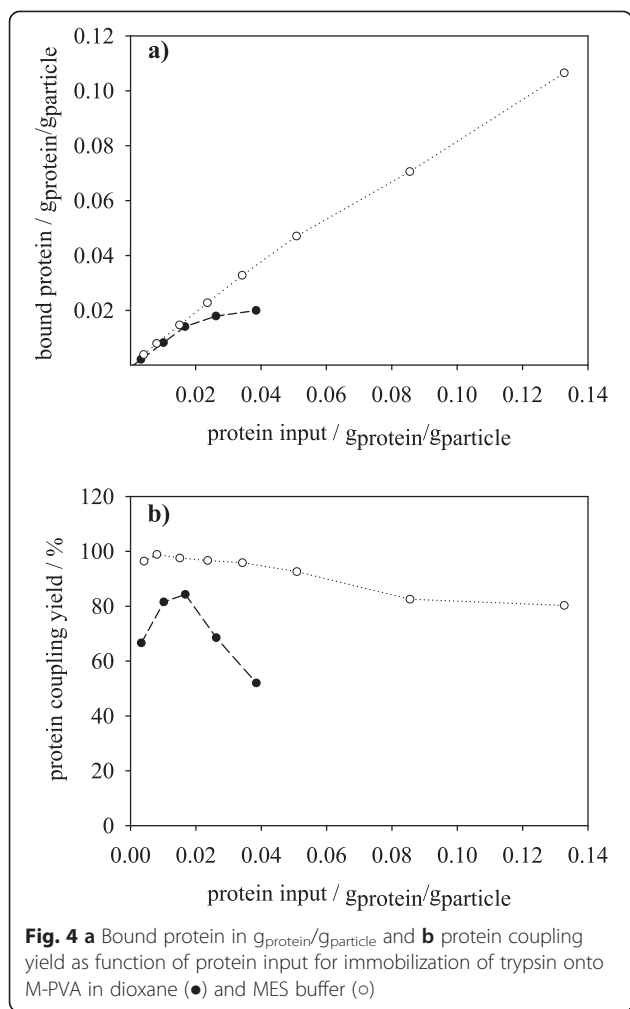 a)
bound protein / gprotein/gparticle
0.12
0.10
0.08
0.06
0.04
0.02
0.02 0.04 0.06 0.08 0.10 0.12 0.14
protein input / gprotein/gparticle
b)
protein coupling yield / %
120
100
80
60
40
20
0
0.00 0.02 0.04 0.06 0.08 0.10 0.12 0.14
protein input / gprotein/gparticle
Fig. 4 a Bound protein in gprotein/gparticle and b protein coupling
yield as function of protein input for immobilization of trypsin onto
M-PVA in dioxane (●) and MES buffer (○)